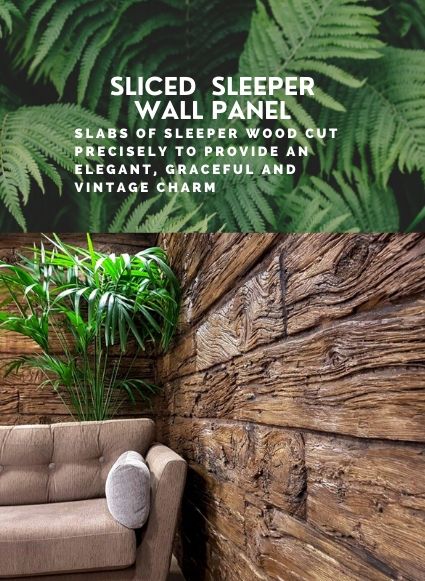 SLICED SLEEPER
WALL PANEL
SLABS OF SLEEPER WOOD CUT
PRECISELY TO PROVIDE AN
ELEGANT, GRACEFUL AND
VINTAGE CHARM